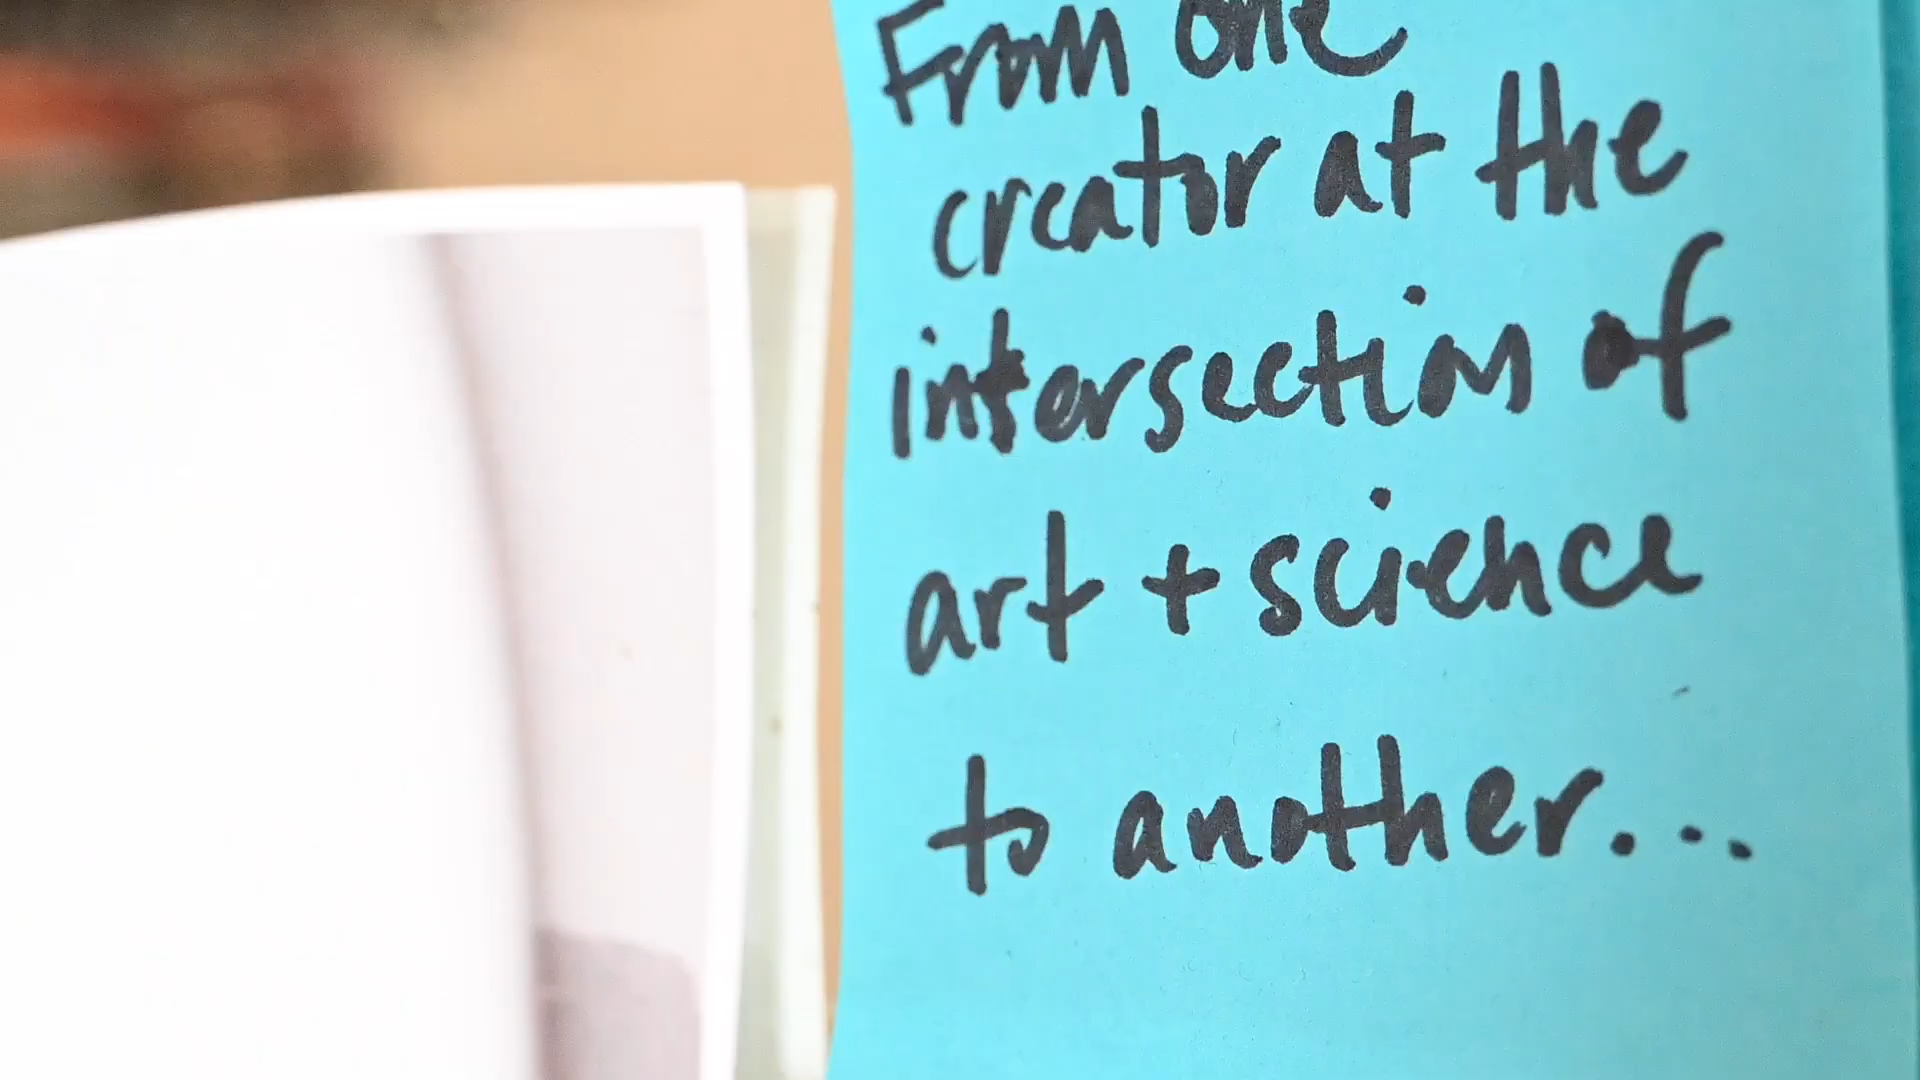 From one
creator at the
intersection of
art + science
to another...